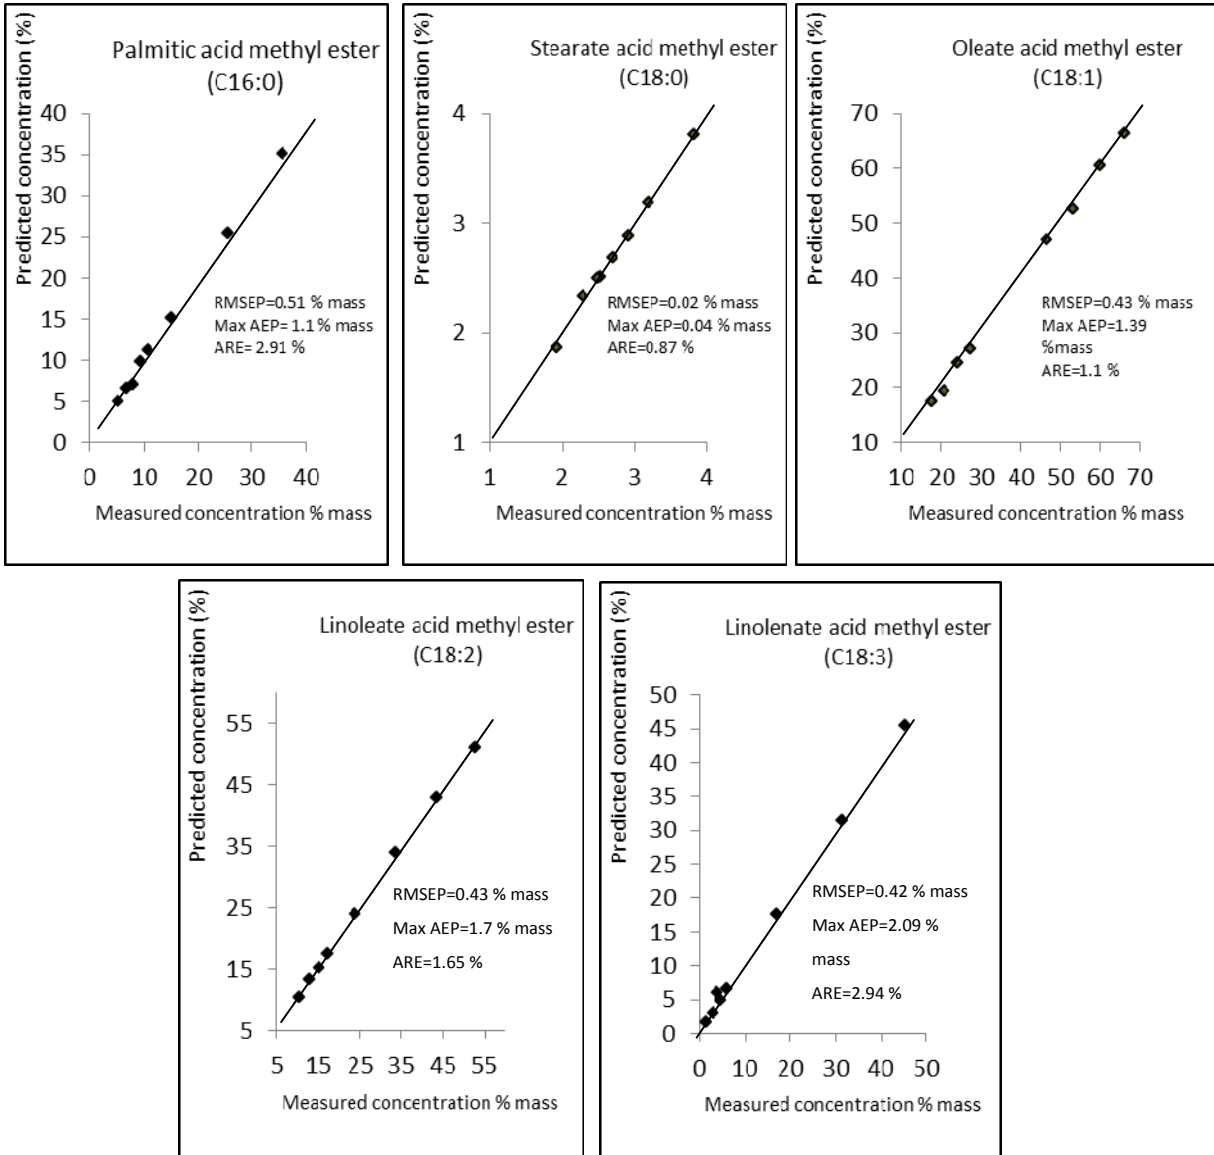 Predicted concentration (%)
Palmitic acid methyl ester
(C16:0)
40
35
30
25
20
15
10
5
0
RMSEP=0.51 % mass
Max AEP= 1.1 % mass
ARE= 2.91 %
0 10 20 30 40
Measured concentration % mass
Predicted concentration (%)
Stearate acid methyl ester
(C18:0)
4
3
2
1
RMSEP=0.02 % mass
Max AEP=0.04 % mass
ARE=0.87 %
1 2 3 4
Measured concentration % mass
Predicted concentration (%)
Oleate acid methyl ester
(C18:1)
70
60
50
40
30
20
10
RMSEP=0.43 % mass
Max AEP=1.39
%mass
ARE=1.1 %
10 20 30 40 50 60 70
Measured concentration % mass
Predicted concentration (%)
Linoleate acid methyl ester
(C18:2)
55
45
35
25
15
5
RMSEP=0.43 % mass
Max AEP=1.7 % mass
ARE=1.65 %
5 15 25 35 45 55
Measured concentration % mass
Predicted concentration (%)
Linolenate acid methyl ester
(C18:3)
50
45
40
35
30
25
20
15
10
5
0
RMSEP=0.42 % mass
Max AEP=2.09 %
mass
ARE=2.94 %
0 10 20 30 40 50
Measured concentration % mass